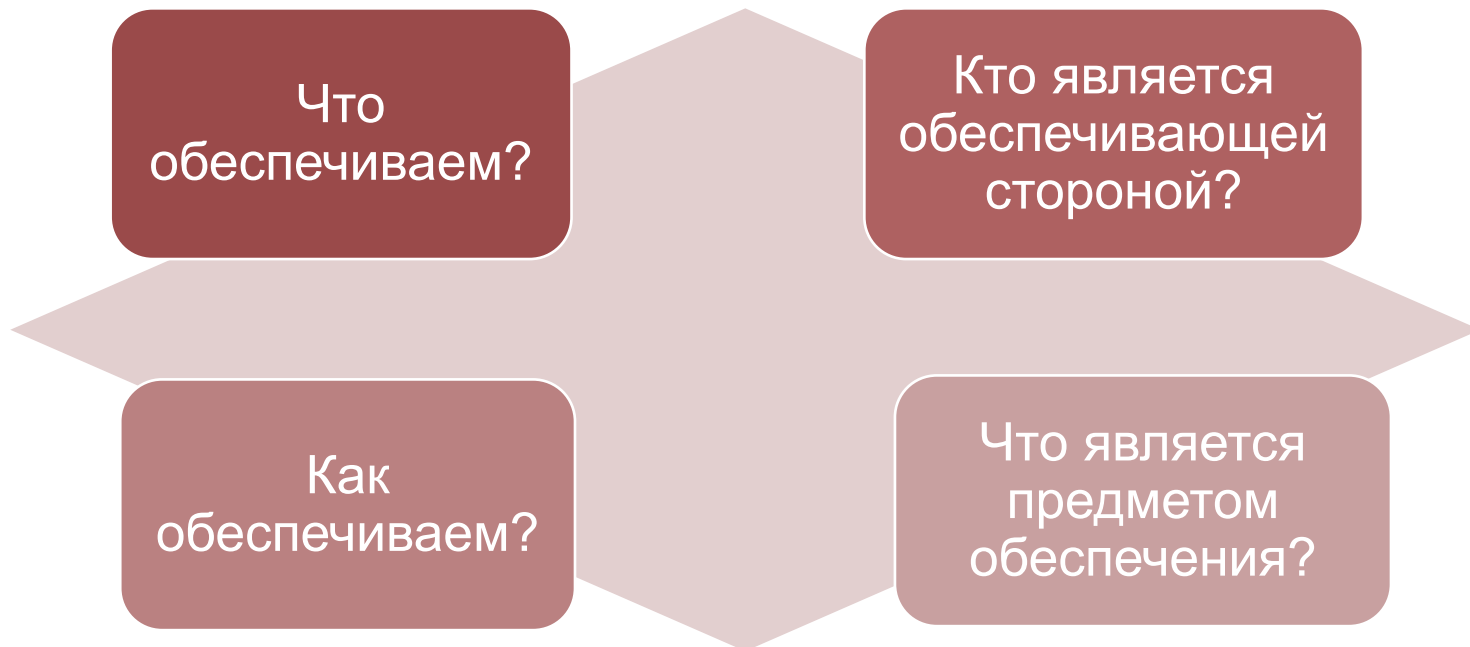 Что
обеспечиваем?
Кто является
обеспечивающей
стороной?
Как
обеспечиваем?
Что является
предметом
обеспечения?